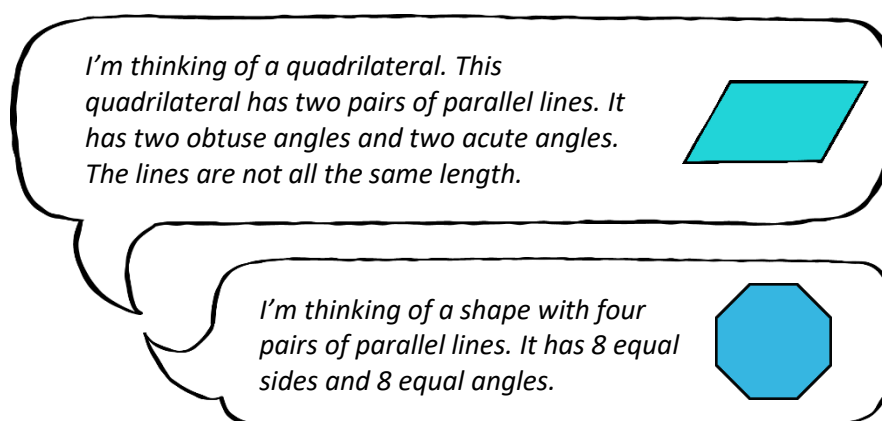 I’m thinking of a quadrilateral. This
quadrilateral has two pairs of parallel lines. It
has two obtuse angles and two acute angles.
The lines are not all the same length.
I’m thinking of a shape with four
pairs of parallel lines. It has 8 equal
sides and 8 equal angles.